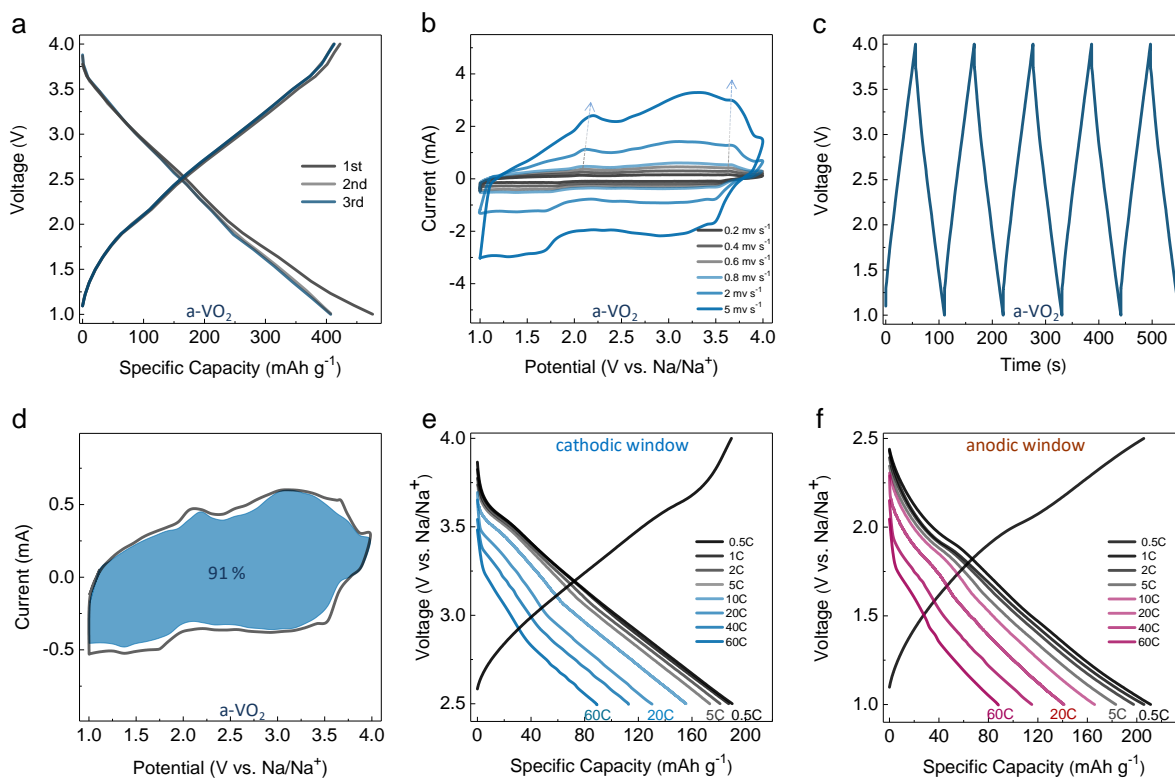 a
4.0
3.5
3.0
2.5
2.0
1.5
1.0
Voltage (V)
1st
2nd
3rd
a-VO₂
0
100
200
300
400
Specific Capacity (mAh g⁻¹)
b
4
2
0
-2
-4
Current (mA)
0.2 mv s⁻¹
0.4 mv s⁻¹
0.6 mv s⁻¹
0.8 mv s⁻¹
2 mv s⁻¹
5 mv s⁻¹
a-VO₂
1.0
1.5
2.0
2.5
3.0
3.5
4.0
Potential (V vs. Na/Na⁺)
c
4.0
3.5
3.0
2.5
2.0
1.5
1.0
Voltage (V)
a-VO₂
0
100
200
300
400
500
Time (s)
d
0.5
0.0
-0.5
Current (mA)
91 %
a-VO₂
1.0
1.5
2.0
2.5
3.0
3.5
4.0
Potential (V vs. Na/Na⁺)
e
cathodic window
4.0
3.5
3.0
2.5
Voltage (V vs. Na/Na⁺)
0.5C
1C
2C
5C
10C
20C
40C
60C
60C
20C
5C
0.5C
0
40
80
120
160
200
Specific Capacity (mAh g⁻¹)
f
anodic window
2.5
2.0
1.5
1.0
Voltage (V vs. Na/Na⁺)
0.5C
1C
2C
5C
10C
20C
40C
60C
60C
20C
5C
0.5C
0
40
80
120
160
200
Specific Capacity (mAh g⁻¹)